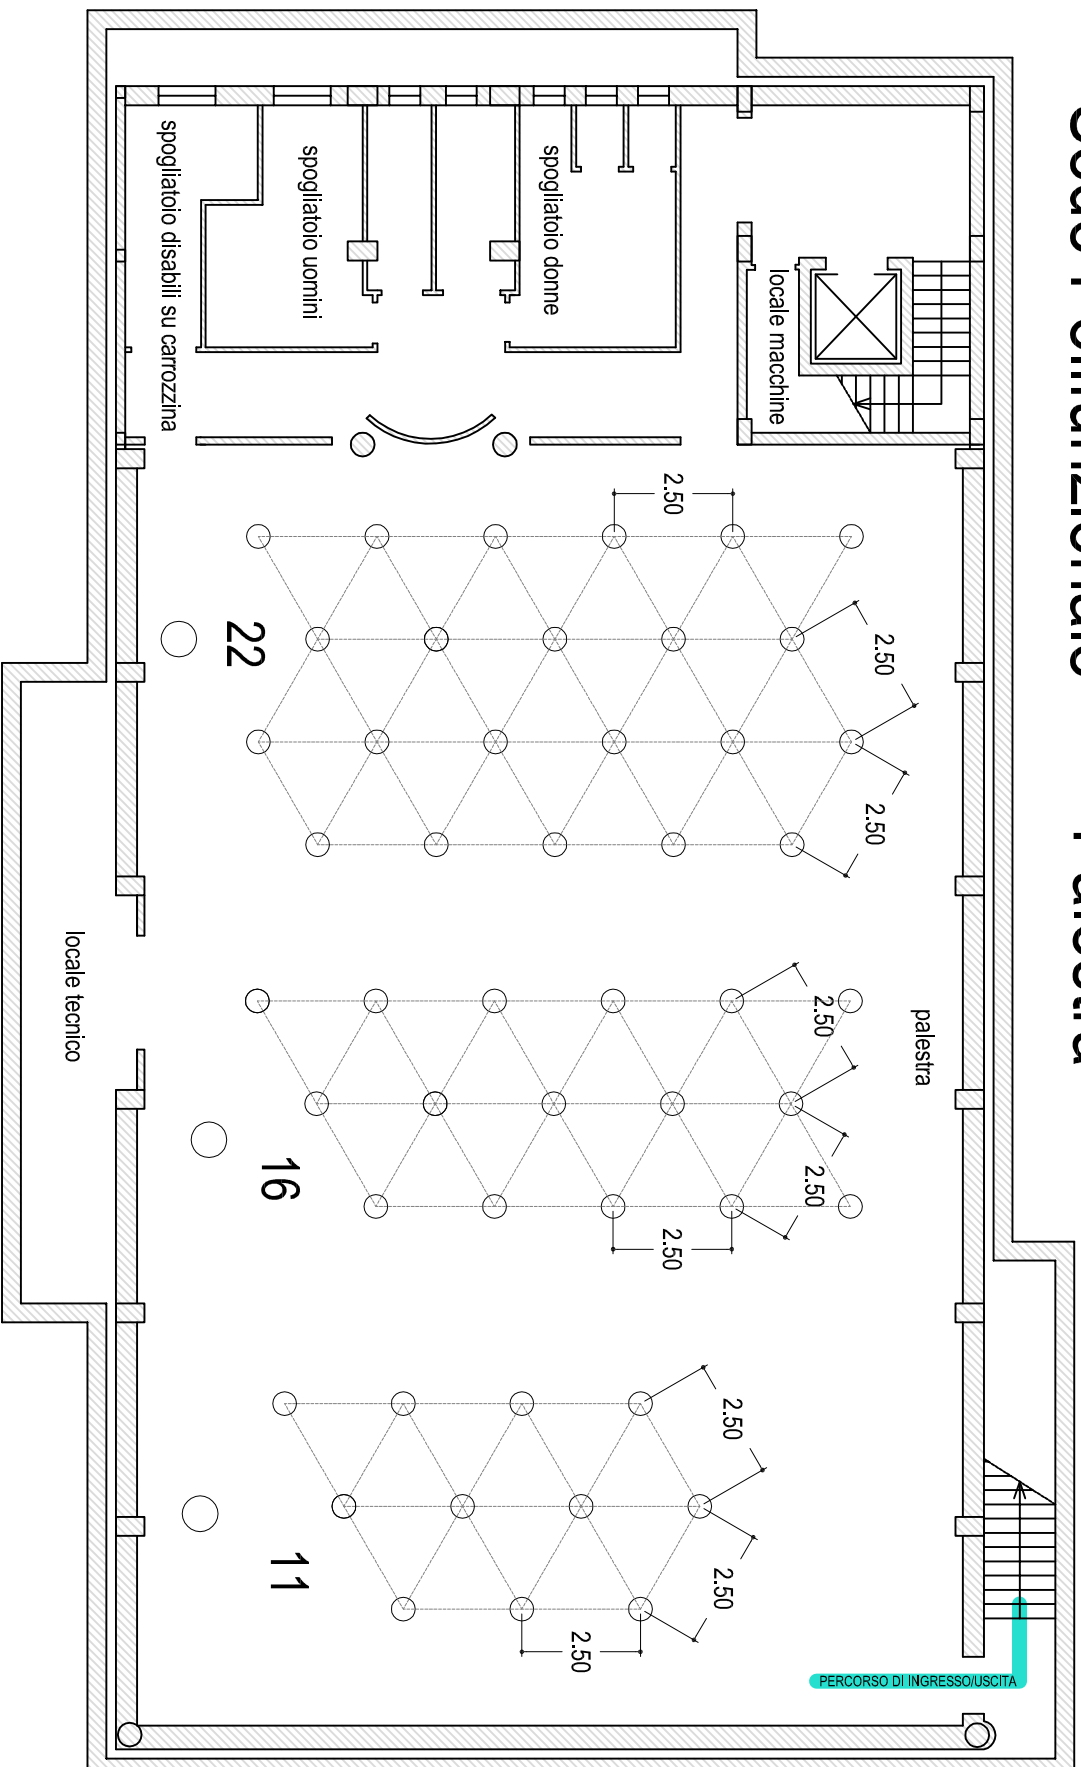 palestra
locale macchine
spogliatoio donne
spogliatoio uomini
spogliatoio disabili su carrozzina
locale tecnico
2.50
2.50
2.50
22
2.50
2.50
2.50
16
2.50
2.50
2.50
11
PERCORSO DI INGRESSO/USCITA